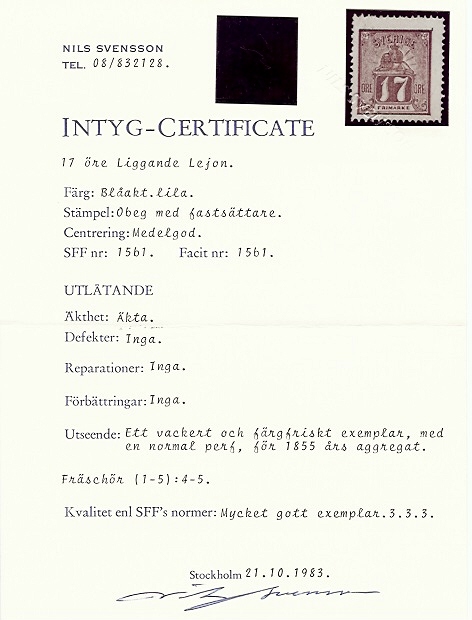 NILS SVENSSON
TEL. 08/832128.
SVERIGE
ÖRE 17 ÖRE
FRIMÄRKE
INTYG–CERTIFICATE
17 öre Liggande Lejon.
Färg: Blåakt.lila.
Stämpel: Obeg med fastsättare.
Centrering: Medelgod.
SFF nr: 15b1. Facit nr: 15b1.
UTLÅTANDE
Äkthet: Äkta.
Defekter: Inga.
Reparationer: Inga.
Förbättringar: Inga.
Utseende: Ett vackert och färgfriskt exemplar, med
en normal perf, för 1855 års aggregat.
Fräschör (1-5):4-5.
Kvalitet enl SFF's normer: Mycket gott exemplar.3.3.3.
Stockholm 21.10.1983.